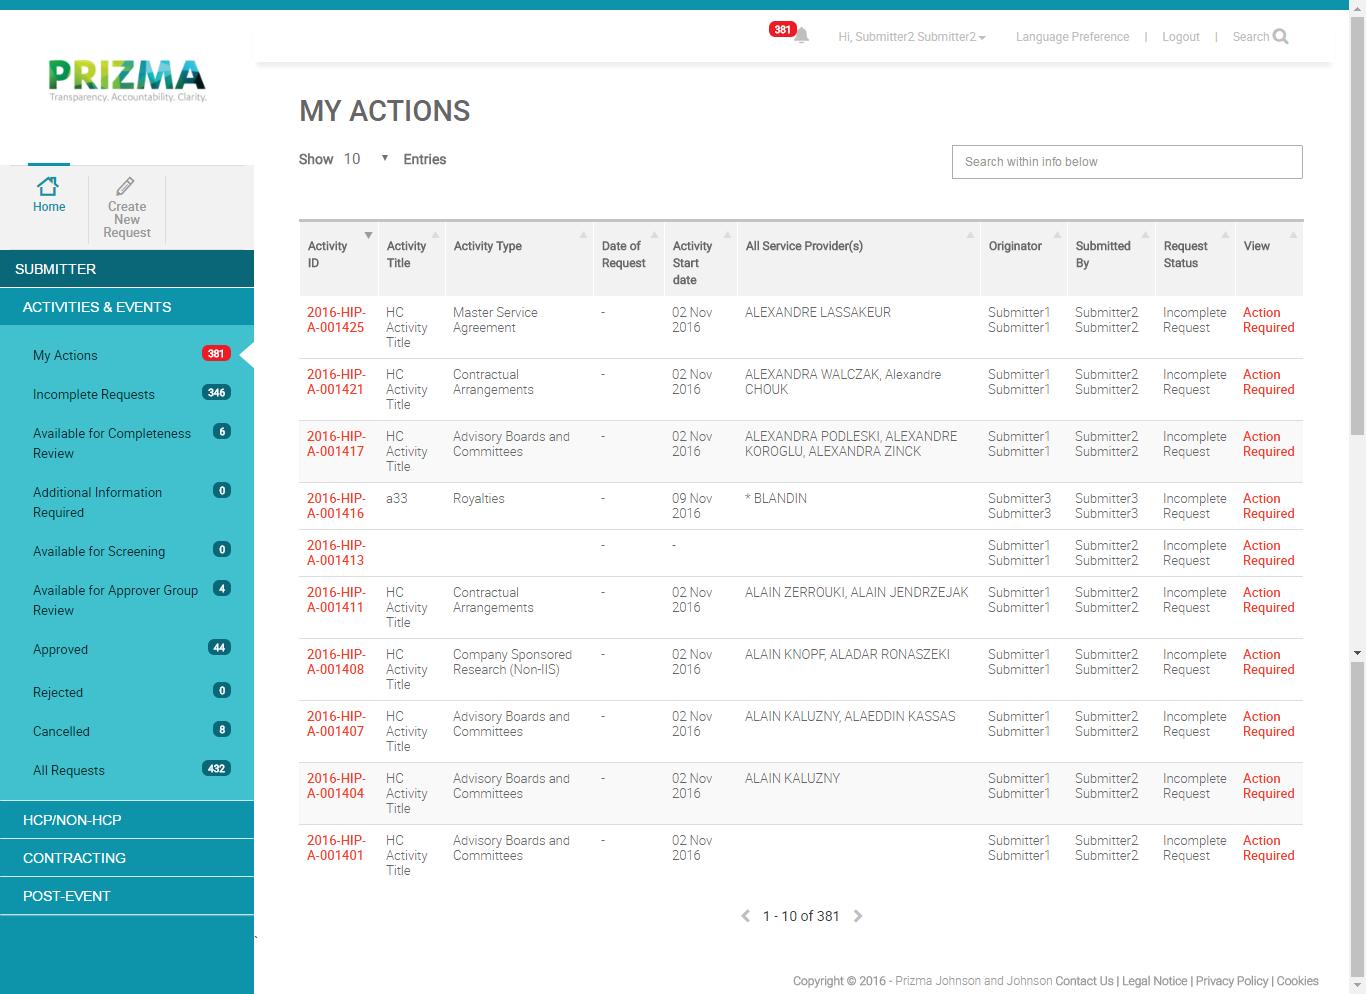 381
Hi, Submitter2 Submitter2
Language Preference | Logout | Search
PRIZMA
Transparency. Accountability. Clarity.
Home
Create
New
Request
SUBMITTER
ACTIVITIES & EVENTS
My Actions 381
Incomplete Requests 346
Available for Completeness 6
Review
Additional Information 0
Required
Available for Screening 0
Available for Approver Group 4
Review
Approved 44
Rejected 0
Cancelled 8
All Requests 432
HCP/NON-HCP
CONTRACTING
POST-EVENT
MY ACTIONS
Show 10 Entries
Search within info below
Activity Activity Activity Type Date of Activity All Service Provider(s) Originator Submitted Request View
ID Title Request Start By Status
date
2016-HIP- HC Master Service - 02 Nov ALEXANDRE LASSAKEUR Submitter1 Submitter2 Incomplete Action
A-001425 Activity Agreement 2016 Submitter1 Submitter2 Request Required
Title
2016-HIP- HC Contractual - 02 Nov ALEXANDRA WALCZAK, Alexandre Submitter1 Submitter2 Incomplete Action
A-001421 Activity Arrangements 2016 CHOUK Submitter1 Submitter2 Request Required
Title
2016-HIP- HC Advisory Boards and - 02 Nov ALEXANDRA PODLESKI, ALEXANDRE Submitter1 Submitter2 Incomplete Action
A-001417 Activity Committees 2016 KOROGLU, ALEXANDRA ZINCK Submitter1 Submitter2 Request Required
Title
2016-HIP- a33 Royalties - 09 Nov * BLANDIN Submitter3 Submitter3 Incomplete Action
A-001416 2016 Submitter3 Submitter3 Request Required
2016-HIP- - - Submitter1 Submitter2 Incomplete Action
A-001413 Submitter1 Submitter2 Request Required
2016-HIP- HC Contractual - 02 Nov ALAIN ZERROUKI, ALAIN JENDRZEJAK Submitter1 Submitter2 Incomplete Action
A-001411 Activity Arrangements 2016 Submitter1 Submitter2 Request Required
Title
2016-HIP- HC Company Sponsored - 02 Nov ALAIN KNOPF, ALADAR RONASZEKI Submitter1 Submitter2 Incomplete Action
A-001408 Activity Research (Non-IIS) 2016 Submitter1 Submitter2 Request Required
Title
2016-HIP- HC Advisory Boards and - 02 Nov ALAIN KALUZNY, ALAEDDIN KASSAS Submitter1 Submitter2 Incomplete Action
A-001407 Activity Committees 2016 Submitter1 Submitter2 Request Required
Title
2016-HIP- HC Advisory Boards and - 02 Nov ALAIN KALUZNY Submitter1 Submitter2 Incomplete Action
A-001404 Activity Committees 2016 Submitter1 Submitter2 Request Required
Title
2016-HIP- HC Advisory Boards and - 02 Nov Submitter1 Submitter2 Incomplete Action
A-001401 Activity Committees 2016 Submitter1 Submitter2 Request Required
Title
1 - 10 of 381
`
Copyright © 2016 - Prizma Johnson and Johnson Contact Us | Legal Notice | Privacy Policy | Cookies